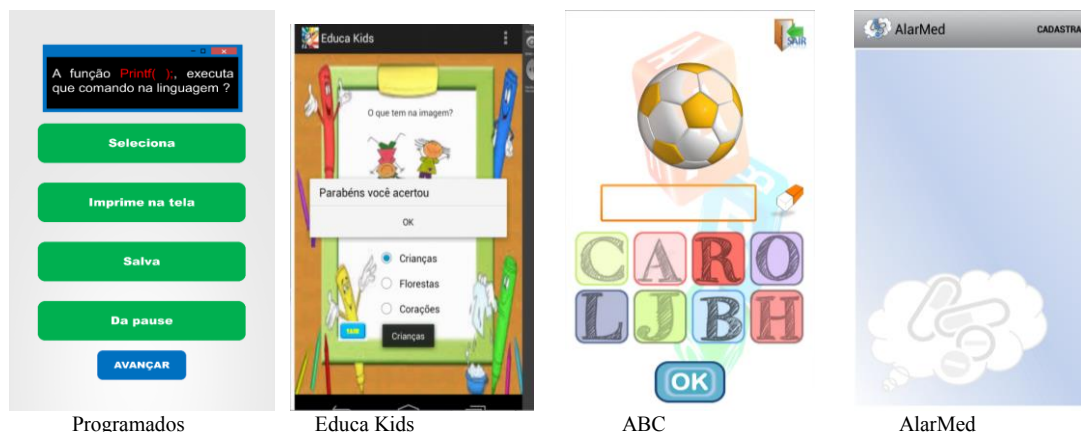 A função Printf( );, executa
que comando na linguagem ?
Seleciona
Imprime na tela
Salva
Da pause
AVANÇAR
Programados
Educa Kids
O que tem na imagem?
Parabéns você acertou
OK
Crianças
Florestas
Corações
SAIR
Crianças
Educa Kids
SAIR
C A R O
L J B H
OK
ABC
AlarMed
CADASTRA
AlarMed